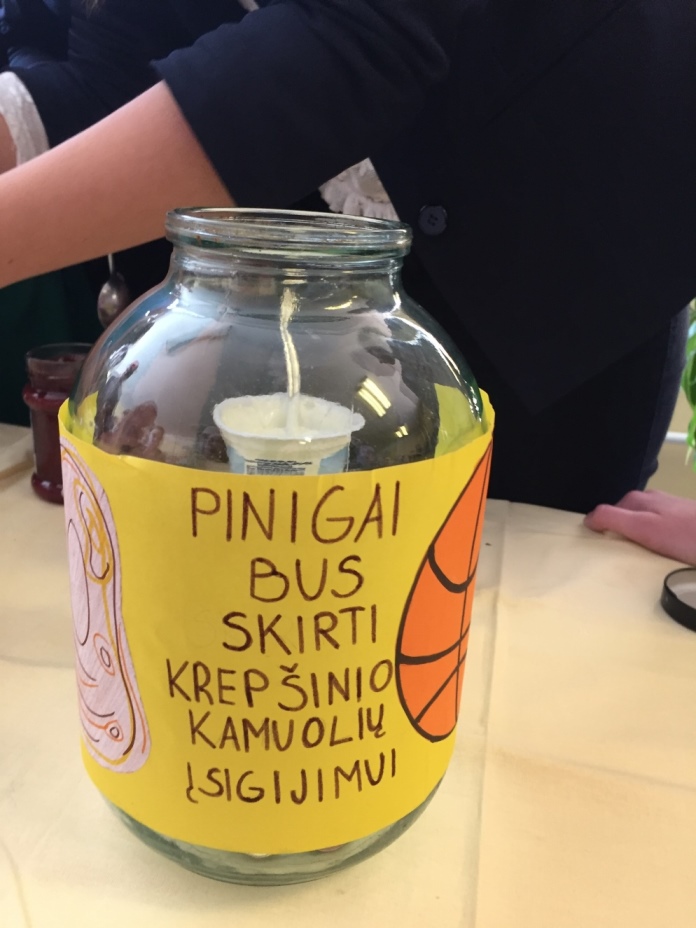 PINIGAI
BUS
SKIRTI
KREPŠINIO
KAMUOLIŲ
ĮSIGIJIMUI